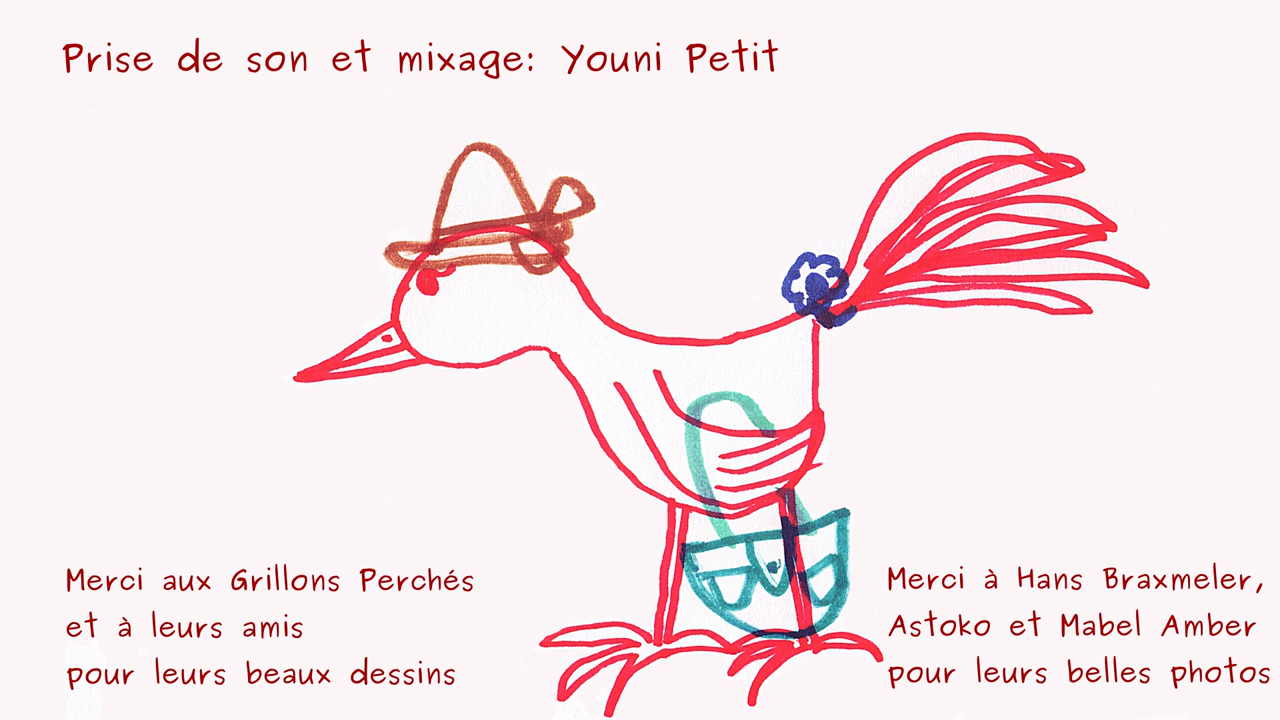 Prise de son et mixage: Youni Petit
Merci aux Grillons Perchés
et à leurs amis
pour leurs beaux dessins
Merci à Hans Braxmeler,
Astoko et Mabel Amber
pour leurs belles photos